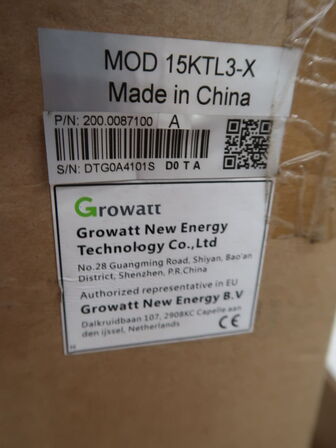 MOD 15KTL3-X
Made in China
P/N: 200.0087100 A
S/N: DTG0A4101S D0 T A
Growatt
Growatt New Energy
Technology Co.,Ltd
No.28 Guangming Road, Shiyan, Bao'an
District, Shenzhen, P.R.China
Authorized representative in EU
Growatt New Energy B.V
Dalkruidbaan 107, 2908KC Capelle aan
den ijssel, Netherlands
CE